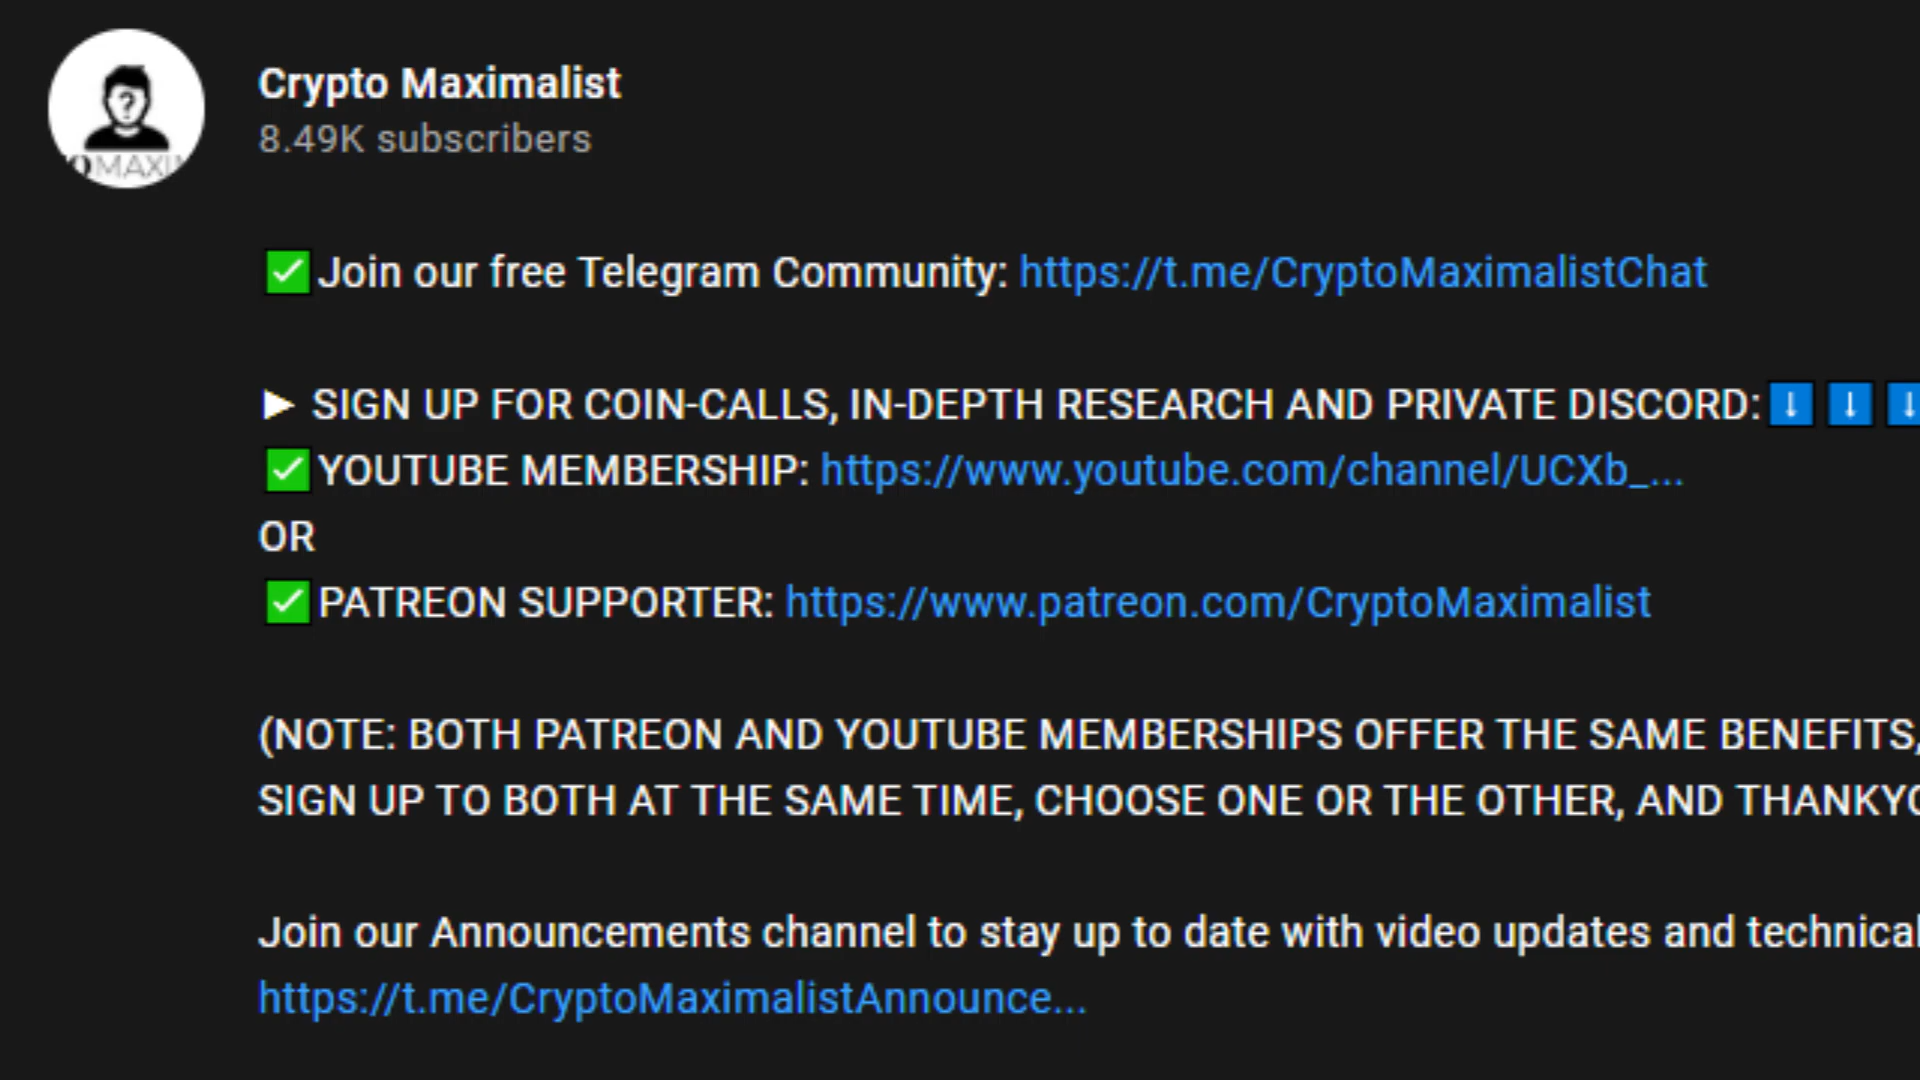 Crypto Maximalist
8.49K subscribers
✅Join our free Telegram Community: https://t.me/CryptoMaximalistChat
► SIGN UP FOR COIN-CALLS, IN-DEPTH RESEARCH AND PRIVATE DISCORD:⬇️⬇️⬇️
✅YOUTUBE MEMBERSHIP: https://www.youtube.com/channel/UCXb_...
OR
✅PATREON SUPPORTER: https://www.patreon.com/CryptoMaximalist
(NOTE: BOTH PATREON AND YOUTUBE MEMBERSHIPS OFFER THE SAME BENEFITS,
SIGN UP TO BOTH AT THE SAME TIME, CHOOSE ONE OR THE OTHER, AND
Join our Announcements channel to stay up to date with video updates and technical
https://t.me/CryptoMaximalistAnnounce...